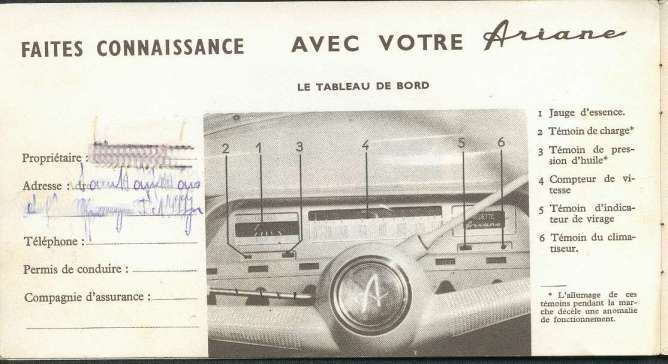 FAITES CONNAISSANCE AVEC VOTRE Ariane
LE TABLEAU DE BORD
Propriétaire :
Adresse :
Téléphone :
Permis de conduire :
Compagnie d'assurance :
2 1 3 4 5 6
Ariane
A
1 Jauge d'essence.
2 Témoin de charge*
3 Témoin de pres-
sion d'huile*
4 Compteur de vi-
tesse
5 Témoin d'indica-
teur de virage
6 Témoin du clima-
tiseur.
* L'allumage de ces
témoins pendant la mar-
che décèle une anomalie
de fonctionnement.